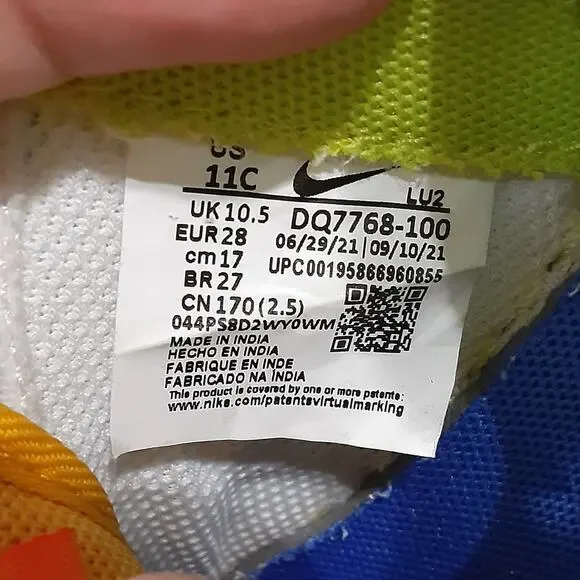 US
11C
LU2
UK 10.5 DQ7768-100
EUR 28 06/29/21|09/10/21
cm 17 UPC00195866960855
BR 27
CN 170 (2.5)
044PS8D2WY0WM
MADE IN INDIA
HECHO EN INDIA
FABRIQUE EN INDE
FABRICADO NA INDIA
This product is covered by one or more patents:
www.nike.com/patentsvirtualmarking